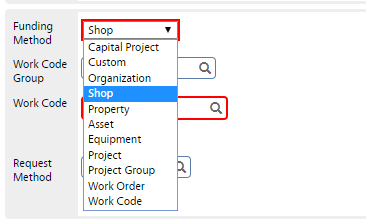 Funding
Method
Shop
Capital Project
Custom
Organization
Shop
Property
Asset
Equipment
Project
Project Group
Work Order
Work Code
Work Code
Group
Work Code
Request
Method